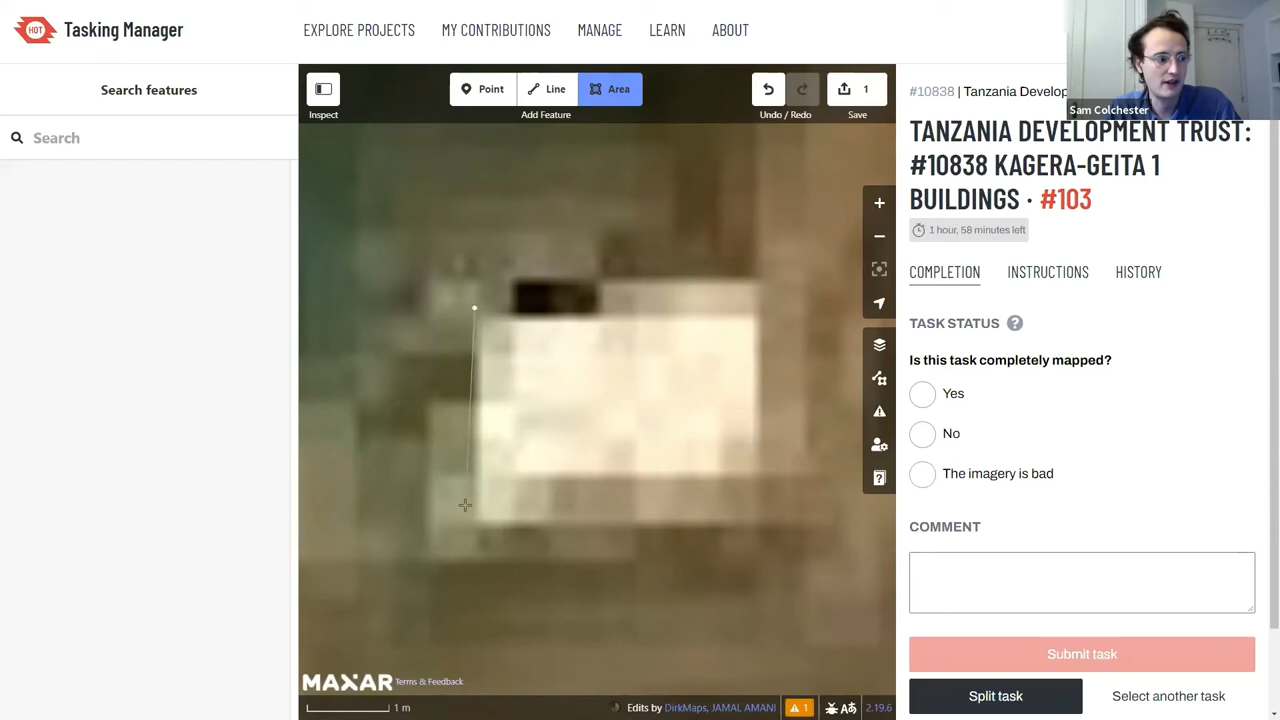 HOT Tasking Manager
EXPLORE PROJECTS
MY CONTRIBUTIONS
MANAGE
LEARN
ABOUT
Sam Colchester
Search features
Search
Inspect
Point
Line
Area
Add Feature
Undo / Redo
1
Save
#10838 | Tanzania Develop
TANZANIA DEVELOPMENT TRUST:
#10838 KAGERA-GEITA 1
BUILDINGS · #103
1 hour, 58 minutes left
COMPLETION
INSTRUCTIONS
HISTORY
TASK STATUS ?
Is this task completely mapped?
Yes
No
The imagery is bad
COMMENT
Submit task
Split task
Select another task
MAXAR Terms & Feedback
1 m
Edits by DirkMaps, JAMAL AMANI
1
2.19.6